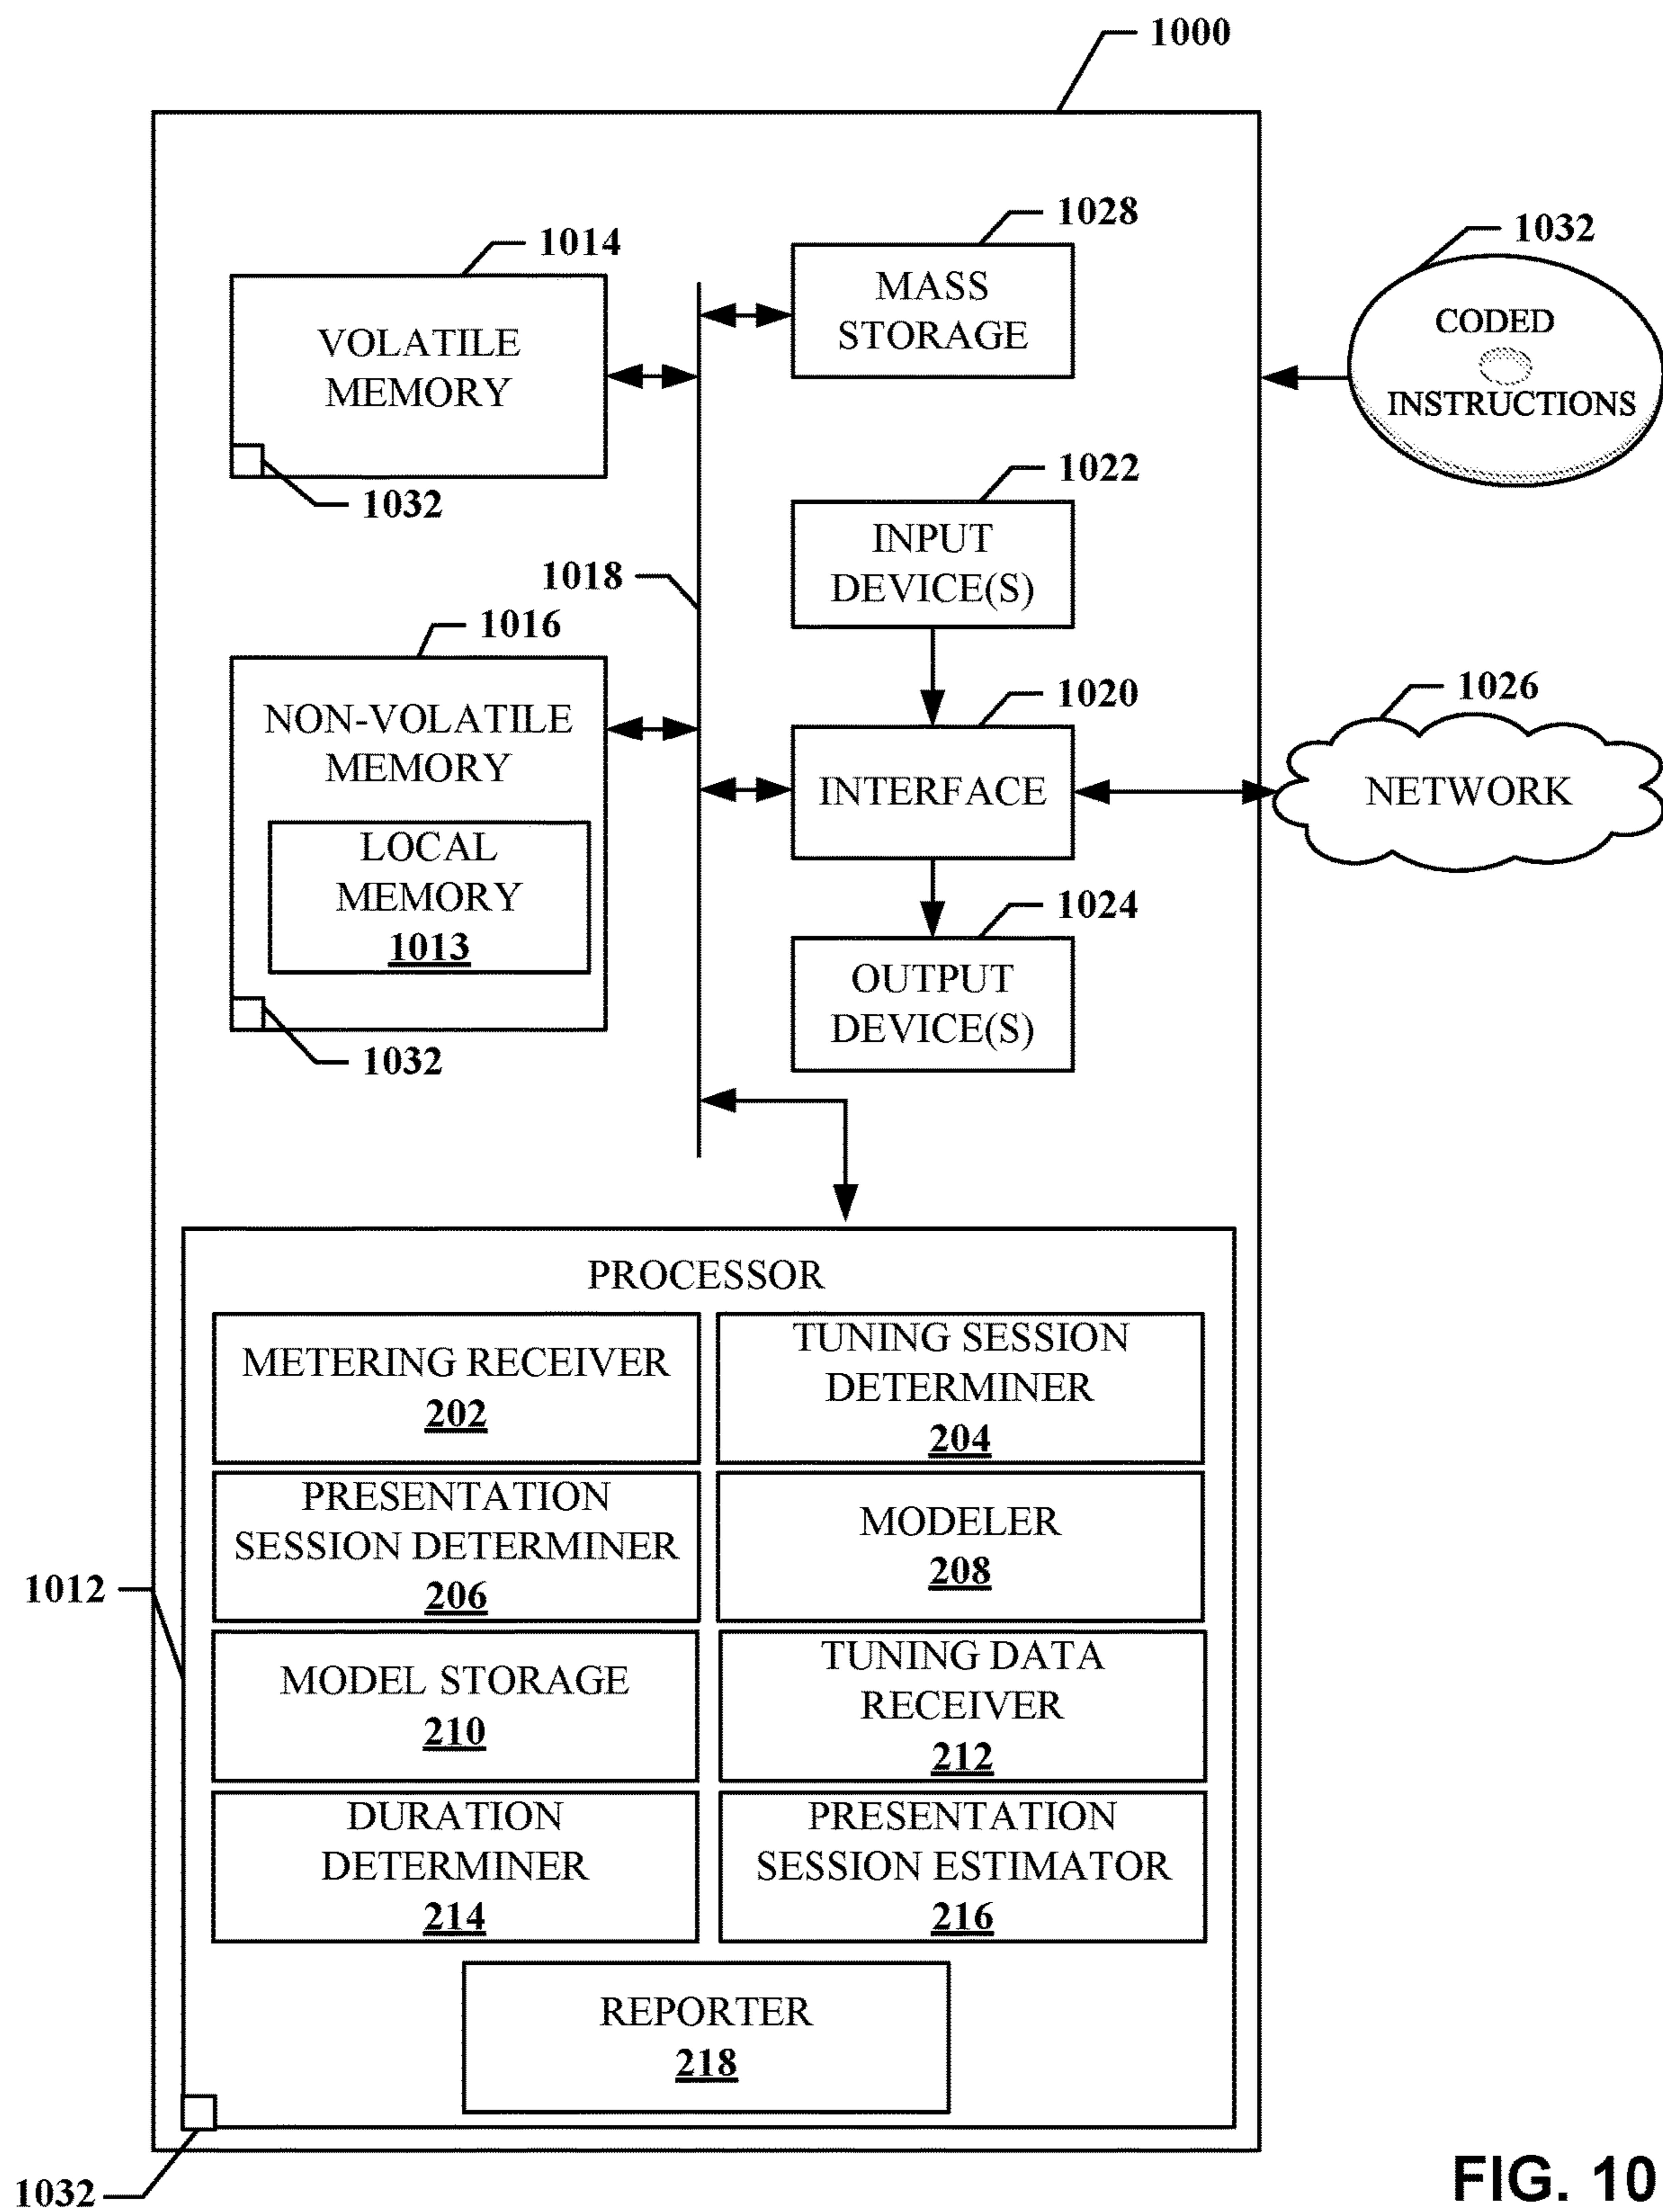 1000
1028
1014
1032
MASS
STORAGE
CODED
INSTRUCTIONS
VOLATILE
MEMORY
1032
1022
INPUT
DEVICE(S)
1018
1016
1020
1026
NON-VOLATILE
MEMORY
INTERFACE
NETWORK
LOCAL
MEMORY
1013
1024
OUTPUT
DEVICE(S)
1032
PROCESSOR
METERING RECEIVER
202
TUNING SESSION
DETERMINER
204
PRESENTATION
SESSION DETERMINER
206
MODELER
208
1012
MODEL STORAGE
210
TUNING DATA
RECEIVER
212
DURATION
DETERMINER
214
PRESENTATION
SESSION ESTIMATOR
216
REPORTER
218
1032
FIG. 10